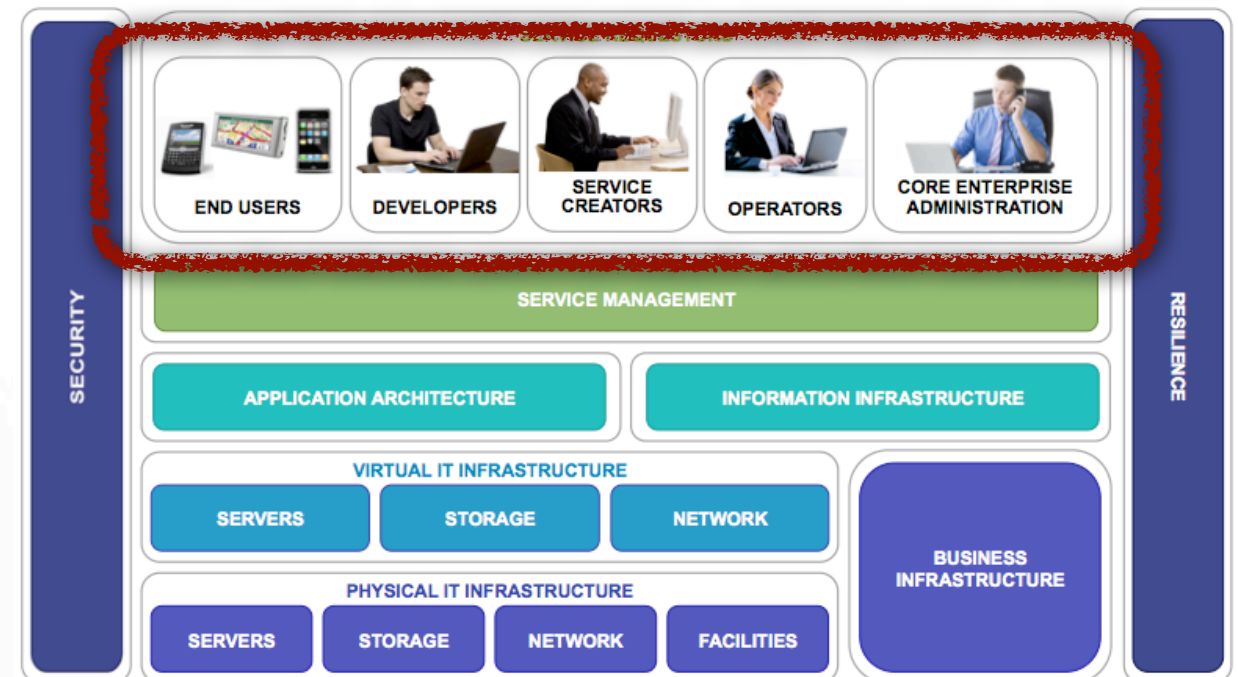 END USERS
DEVELOPERS
SERVICE
CREATORS
OPERATORS
CORE ENTERPRISE
ADMINISTRATION
SECURITY
RESILIENCE
SERVICE MANAGEMENT
APPLICATION ARCHITECTURE
INFORMATION INFRASTRUCTURE
VIRTUAL IT INFRASTRUCTURE
SERVERS
STORAGE
NETWORK
BUSINESS
INFRASTRUCTURE
PHYSICAL IT INFRASTRUCTURE
SERVERS
STORAGE
NETWORK
FACILITIES